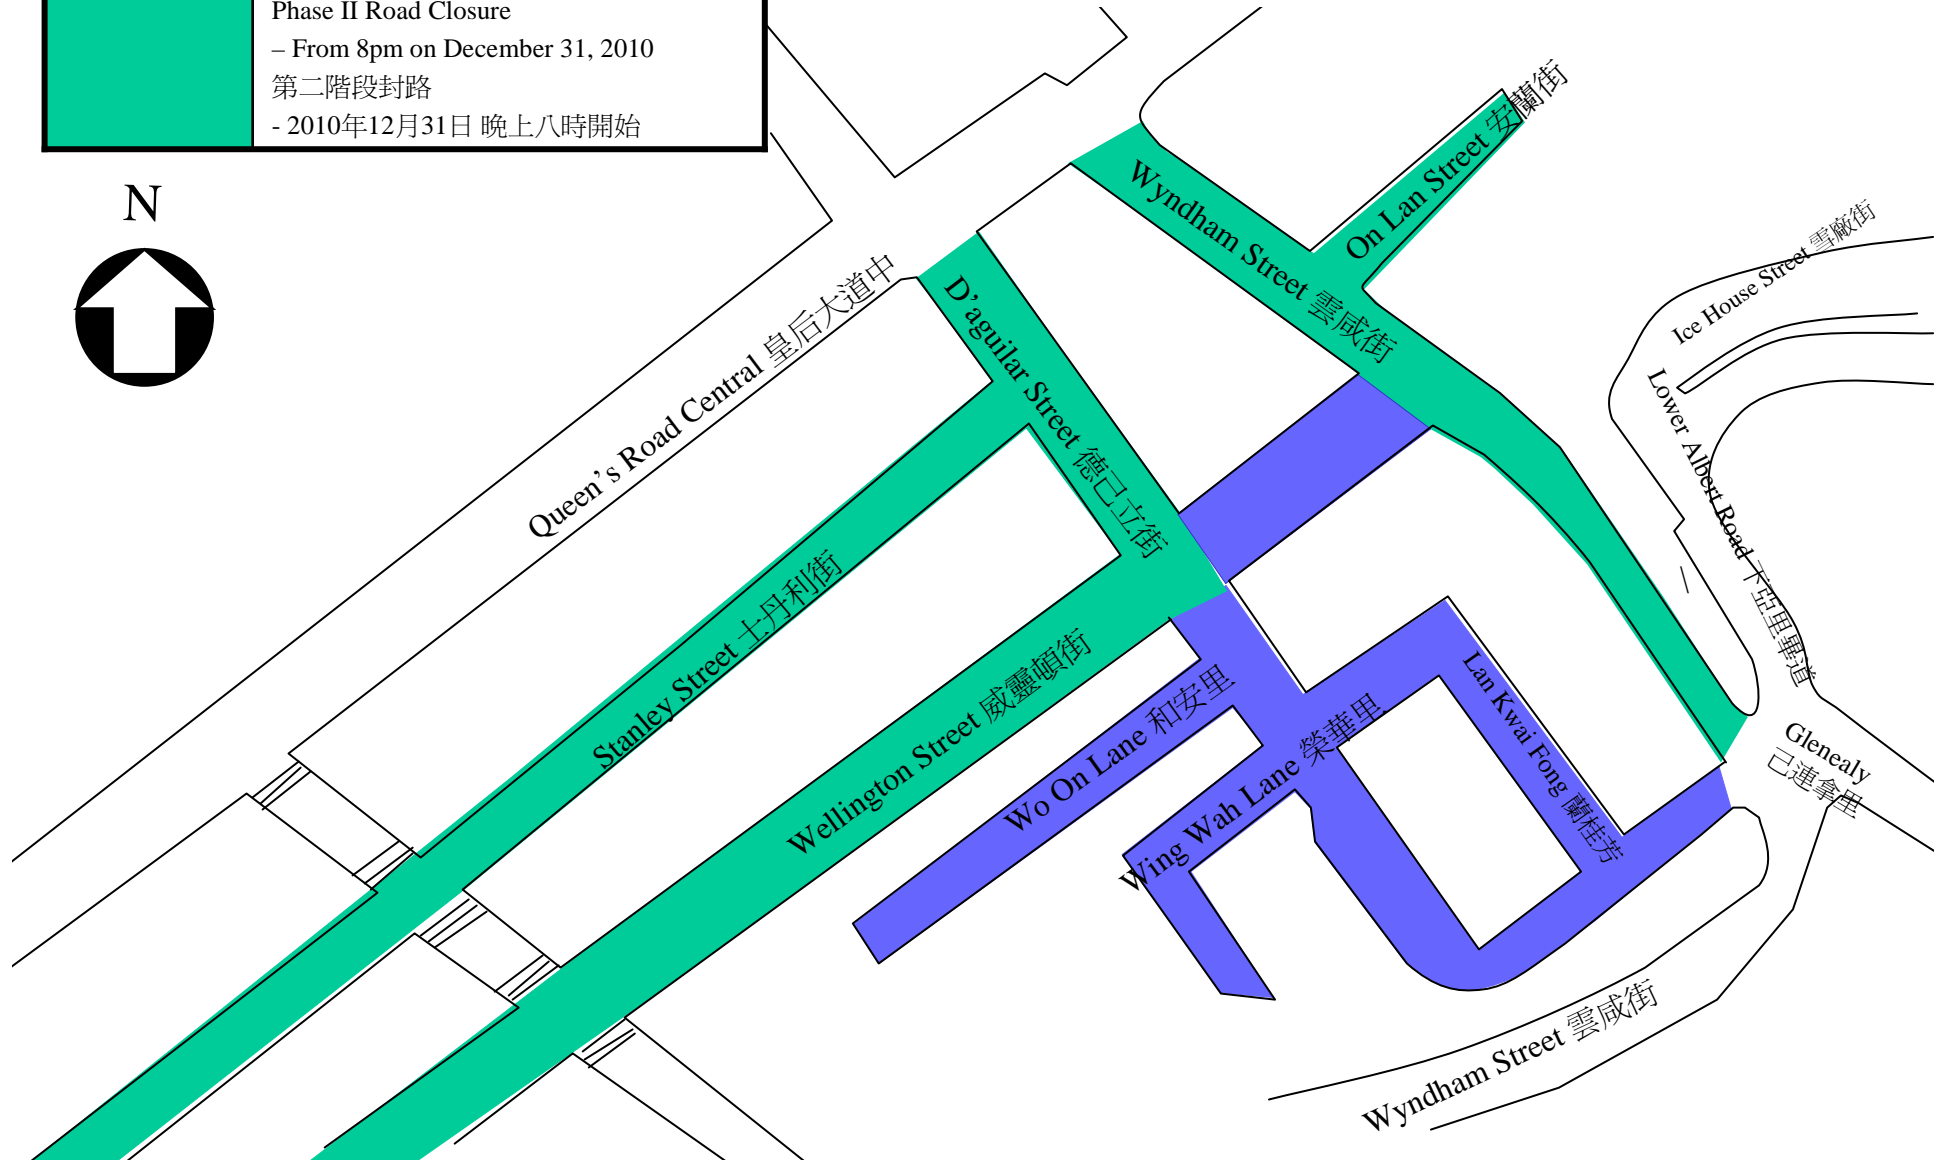 Phase II Road Closure
– From 8pm on December 31, 2010
第二階段封路
- 2010年12月31日 晚上八時開始
N
Queen’s Road Central 皇后大道中
Wyndham Street 雲咸街
On Lan Street 安蘭街
D’aguilar Street 德己立街
Ice House Street 雪廠街
Lower Albert Road 下亞里畢道
Stanley Street 士丹利街
Wellington Street 威靈頓街
Wo On Lane 和安里
Wing Wah Lane 榮華里
Lan Kwai Fong 蘭桂芳
Glenealy
己連拿里
Wyndham Street 雲咸街